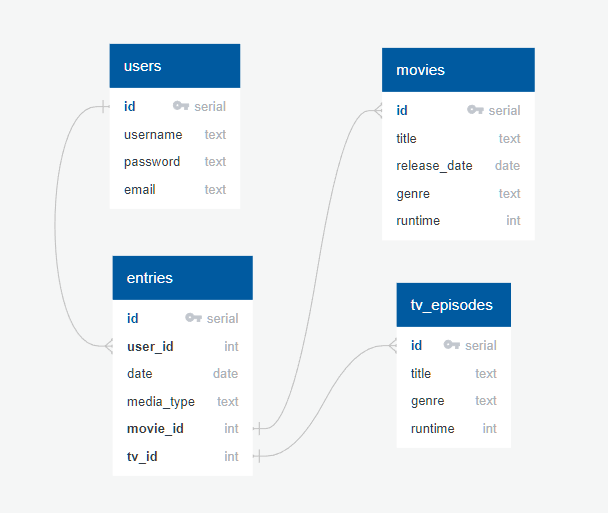 users
id serial
username text
password text
email text
movies
id serial
title text
release_date date
genre text
runtime int
entries
id serial
user_id int
date date
media_type text
movie_id int
tv_id int
tv_episodes
id serial
title text
genre text
runtime int